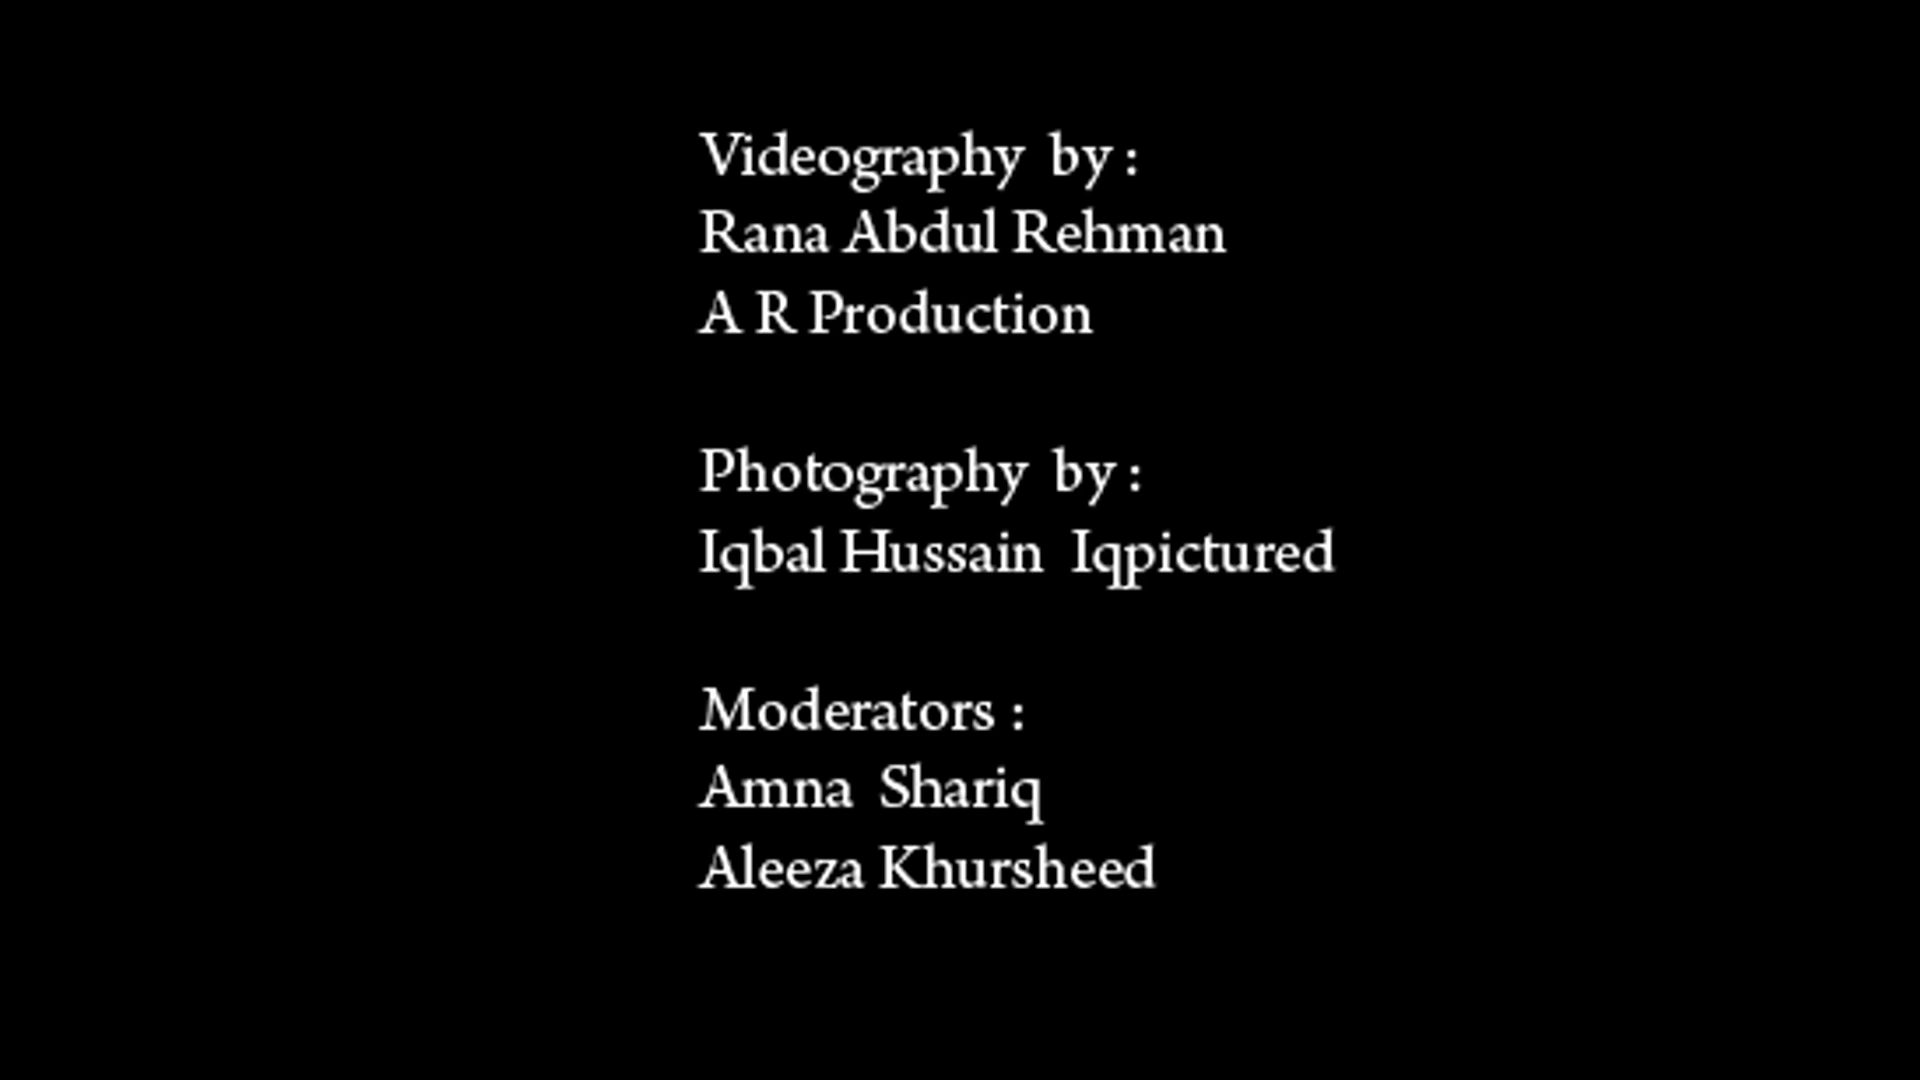 Videography by :
Rana Abdul Rehman
A R Production
Photography by :
Iqbal Hussain Iqpictured
Moderators :
Amna Shariq
Aleeza Khursheed